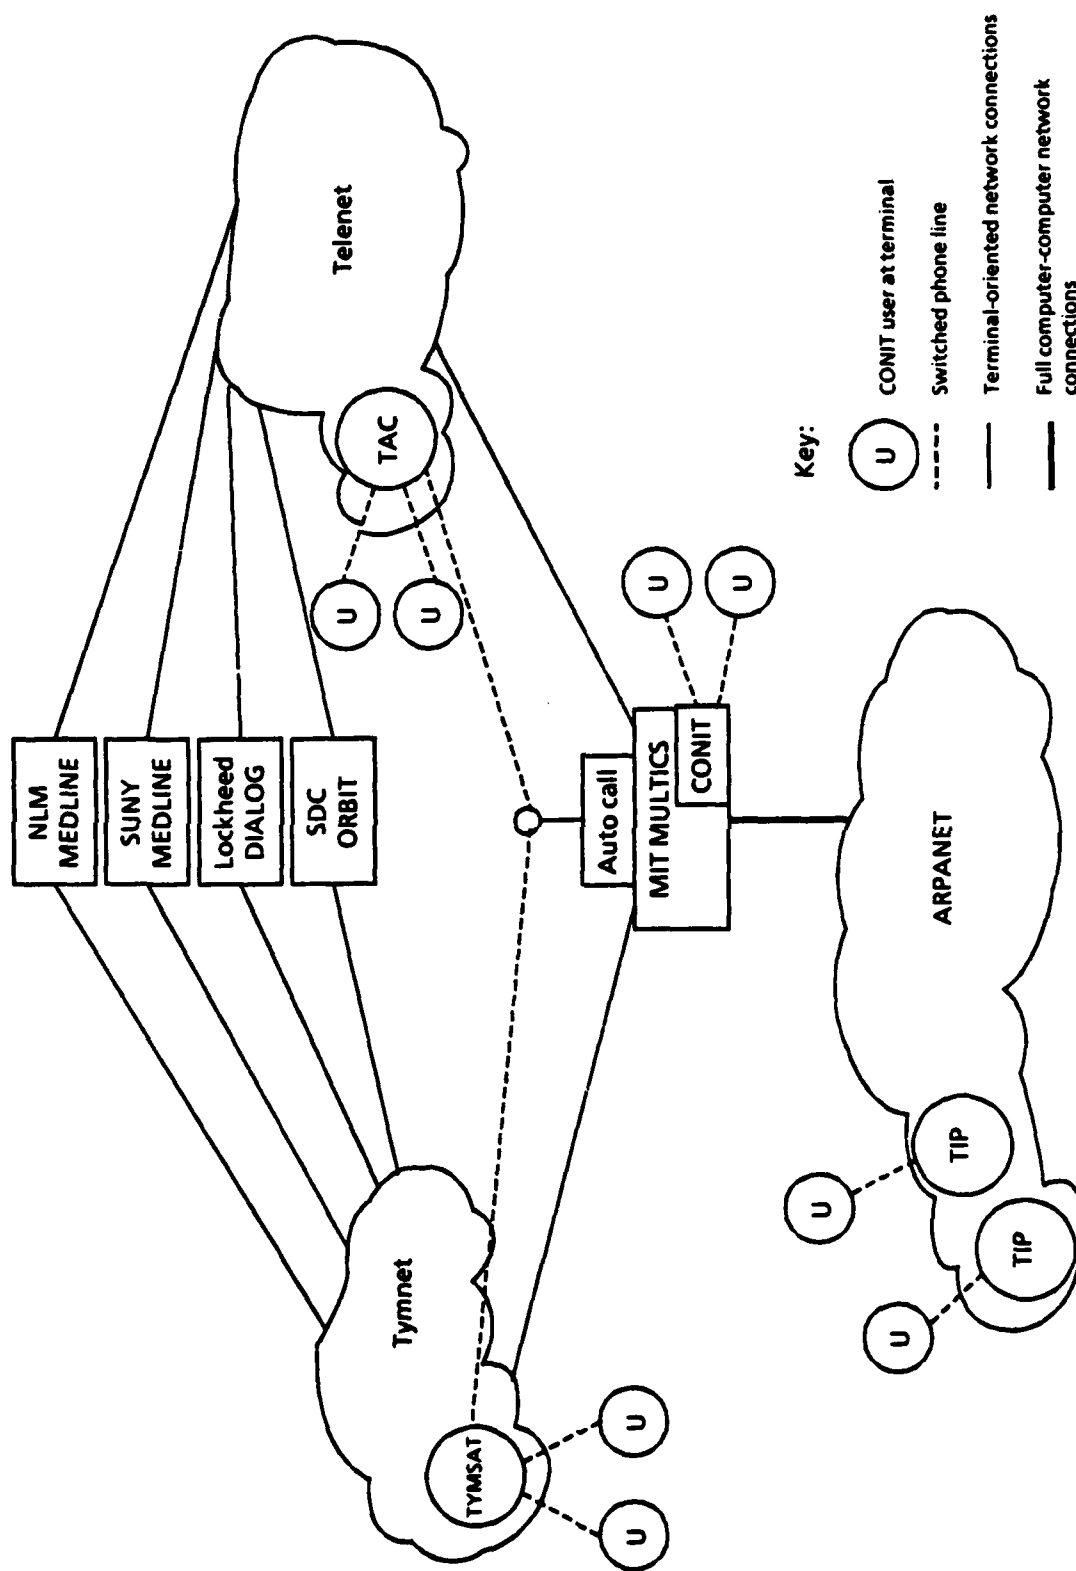 NLM
MEDLINE
SUNY
MEDLINE
Lockheed
DIALOG
SDC
ORBIT
Tymnet
TYMSAT
U
U
Telenet
TAC
U
U
Auto call
MIT MULTICS
CONIT
U
U
ARPANET
TIP
TIP
U
U
Key:
U
CONIT user at terminal
Switched phone line
Terminal-oriented network connections
Full computer-computer network
connections